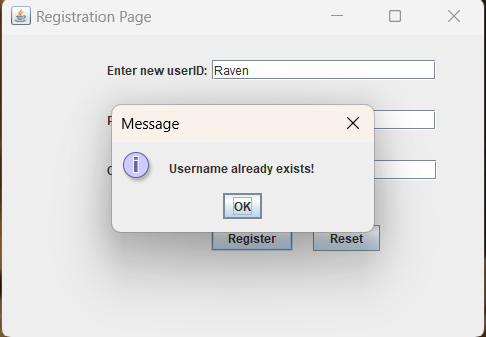 Registration Page
Enter new userID: Raven
Message
Username already exists!
OK
Register Reset